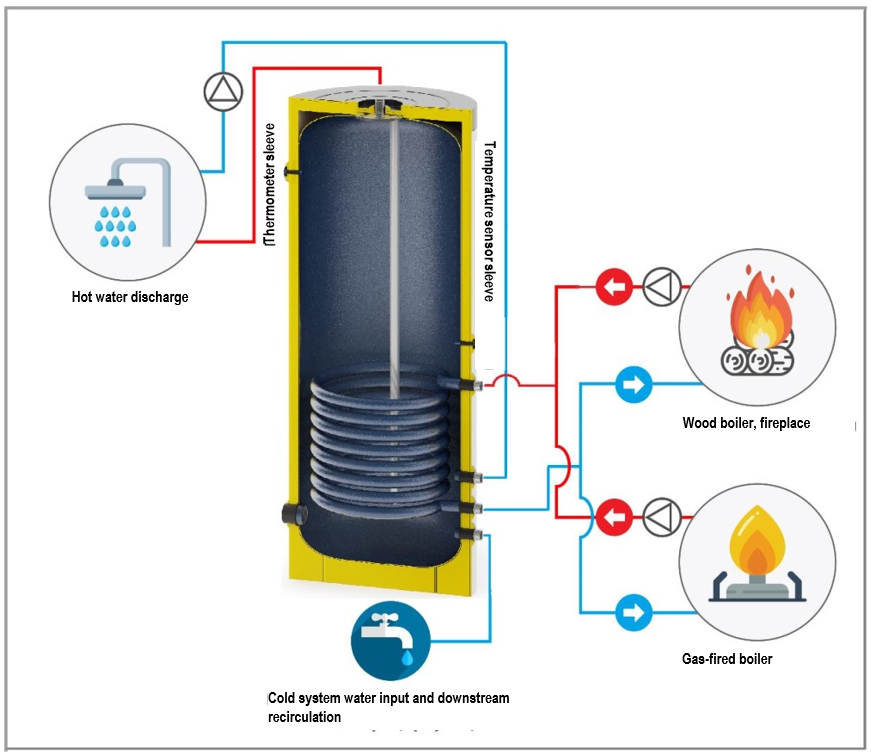 Thermometer sleeve
Temperature sensor sleeve
Hot water discharge
Wood boiler, fireplace
Gas-fired boiler
Cold system water input and downstream
recirculation